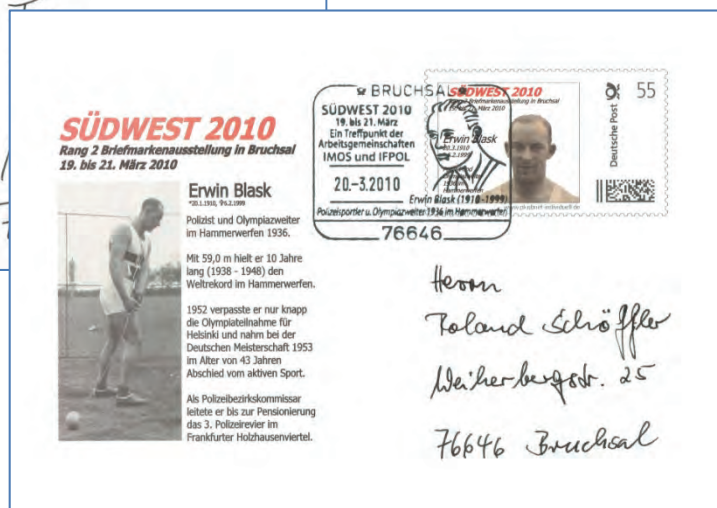 SÜDWEST 2010
Rang 2 Briefmarkenausstellung in Bruchsal
19. bis 21. März 2010
Erwin Blask
Polizist und Olympiazweiter
im Hammerwerfen 1936.
Mit 59,0 m hielt er 10 Jahre
lang (1938 - 1948) den
Weltrekord im Hammerwerfen.
1952 verpasste er nur knapp
die Olympiateilnahme für
Helsinki und nahm bei der
Deutschen Meisterschaft 1953
im Alter von 43 Jahren
Abschied vom aktiven Sport.
Als Polizeibezirkskommissar
leitete er bis zur Pensionierung
das 3. Polizeirevier im
Frankfurter Holzhausenviertel.
BRUCHSAL
SÜDWEST 2010
19. bis 21. März
Ein Treffpunkt der
Arbeitsgemeinschaften
IMOS und IFPOL
20.-3.2010
Erwin Blask (1910-1999)
Polizeisportler u. Olympiazweiter 1936 im Hammerwerfen
76646
SÜDWEST 2010
Rang 2 Briefmarkenausstellung in Bruchsal
Erwin Blask
Deutsche Post
55
Herrn
Roland Schöffler
Weiherbergstr. 25
76646 Bruchsal